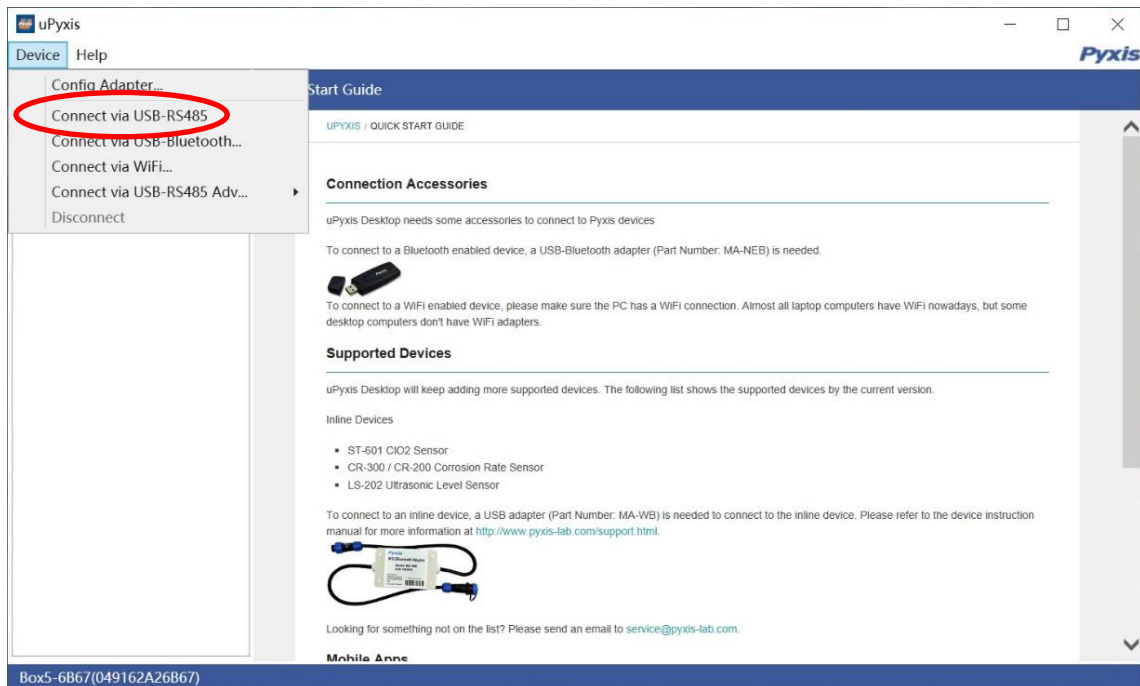 uPyxis
Device Help
Pyxis
Config Adapter...
Connect via USB-RS485
Connect via USB-Bluetooth...
Connect via WiFi...
Connect via USB-RS485 Adv...
Disconnect
Start Guide
UPYXIS / QUICK START GUIDE
Connection Accessories
uPyxis Desktop needs some accessories to connect to Pyxis devices
To connect to a Bluetooth enabled device, a USB-Bluetooth adapter (Part Number: MA-NEB) is needed.
To connect to a WiFi enabled device, please make sure the PC has a WiFi connection. Almost all laptop computers have WiFi nowadays, but some
desktop computers don't have WiFi adapters.
Supported Devices
uPyxis Desktop will keep adding more supported devices. The following list shows the supported devices by the current version.
Inline Devices
ST-601 ClO2 Sensor
CR-300 / CR-200 Corrosion Rate Sensor
LS-202 Ultrasonic Level Sensor
To connect to an inline device, a USB adapter (Part Number: MA-WB) is needed to connect to the inline device. Please refer to the device instruction
manual for more information at http://www.pyxis-lab.com/support.html.
Pyxis
Looking for something not on the list? Please send an email to service@pyxis-lab.com.
Mobile Apps
Box5-6B67(049162A26B67)